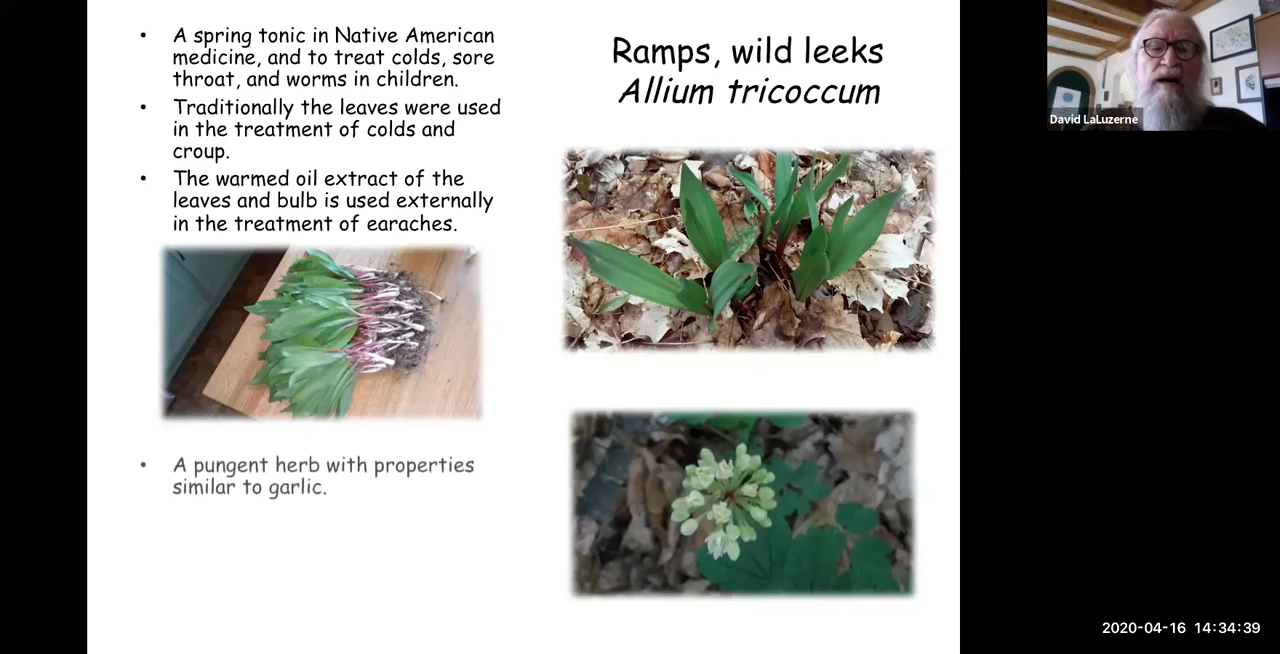 • A spring tonic in Native American
medicine, and to treat colds, sore
throat, and worms in children.
• Traditionally the leaves were used
in the treatment of colds and
croup.
• The warmed oil extract of the
leaves and bulb is used externally
in the treatment of earaches.
• A pungent herb with properties
similar to garlic.
Ramps, wild leeks
Allium tricoccum
David LaLuzerne
2020-04-16 14:34:39